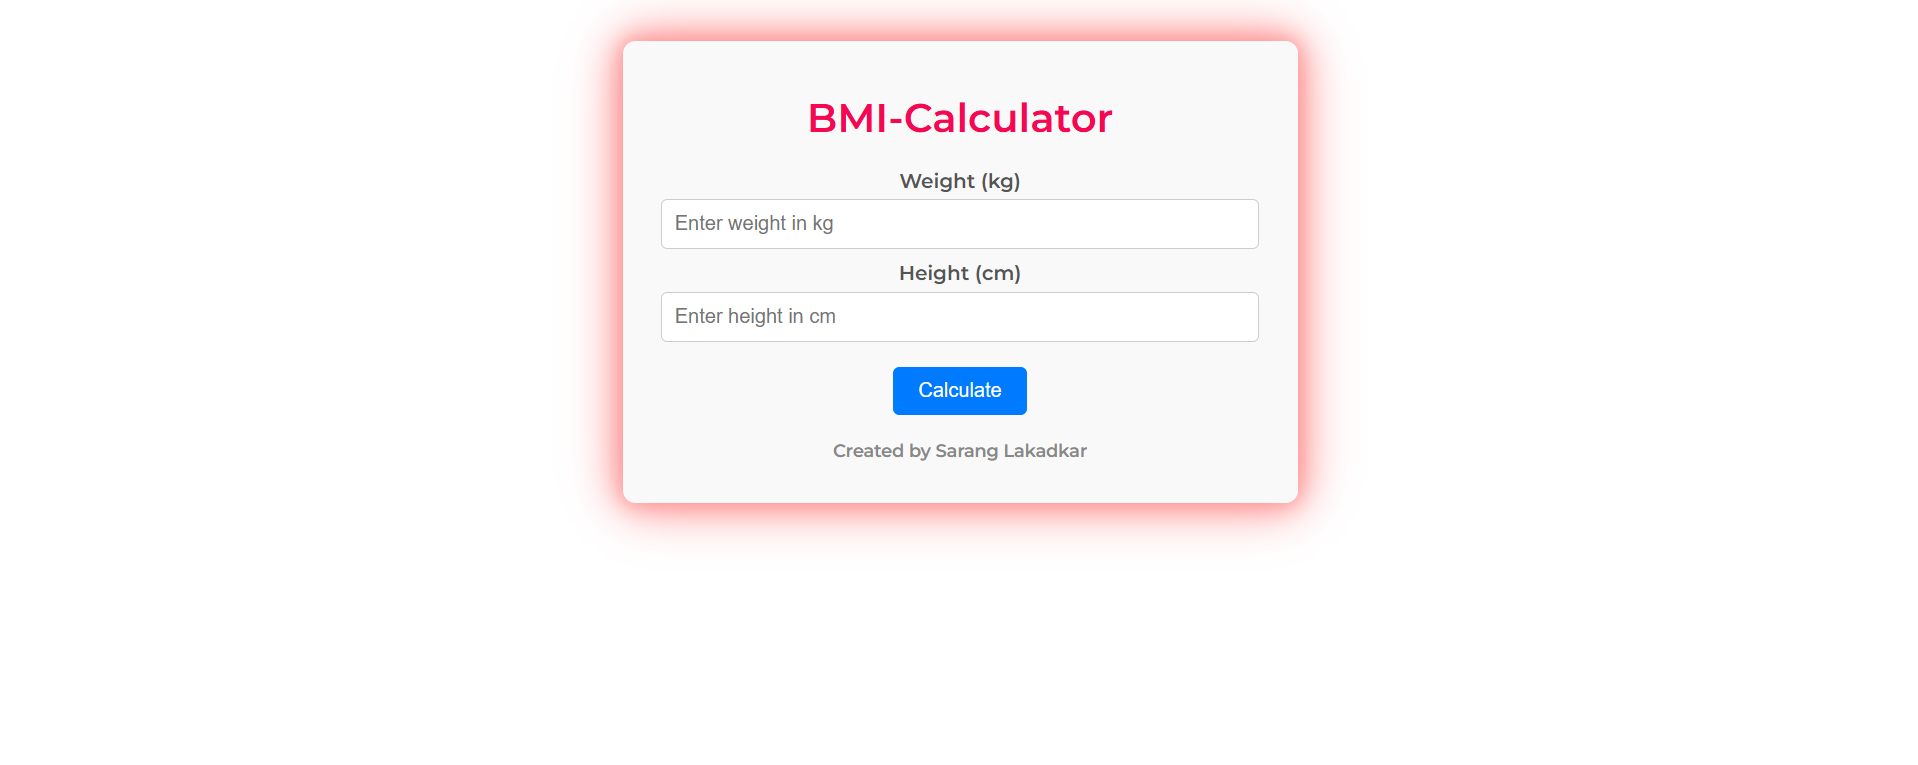 BMI-Calculator
Weight (kg)
Enter weight in kg
Height (cm)
Enter height in cm
Calculate
Created by Sarang Lakadkar